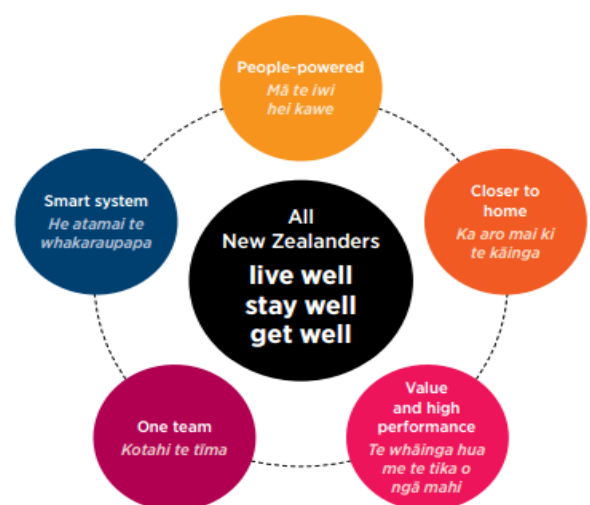 People-powered
Mā te iwi
hei kawe
Closer to
home
Ka aro mai ki
te kāinga
Value
and high
performance
Te whāinga hua
me te tika o
ngā mahi
One team
Kotahi te tīma
Smart system
He atamai te
whakaraupapa
All
New Zealanders
live well
stay well
get well